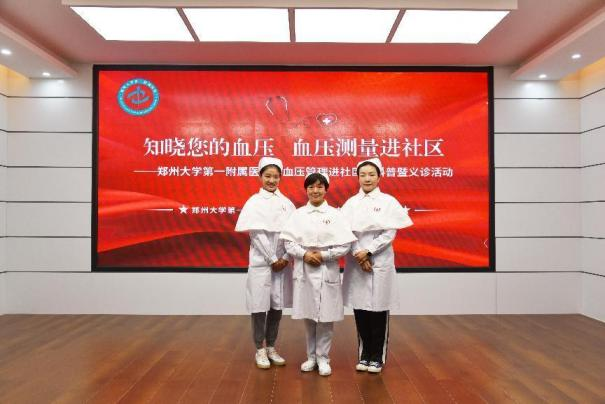 知晓您的血压 血压测量进社区
——郑州大学第一附属医 血压管理进社区 普暨义诊活动
★ 郑州大学第一